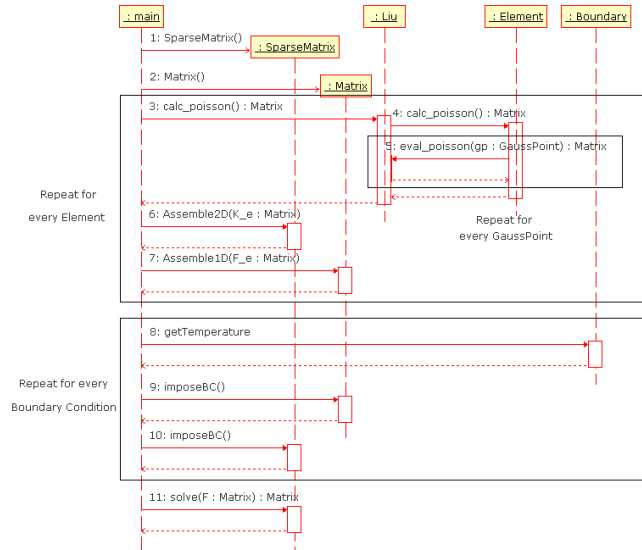 : main
: Liu
: Element
: Boundary
1: SparseMatrix()
: SparseMatrix
2: Matrix()
: Matrix
3: calc_poisson() : Matrix
4: calc_poisson() : Matrix
5: eval_poisson(gp : GaussPoint) : Matrix
Repeat for
every Element
6: Assemble2D(K_e : Matrix)
Repeat for
every GaussPoint
7: Assemble1D(F_e : Matrix)
8: getTemperature
Repeat for every
Boundary Condition
9: imposeBC()
10: imposeBC()
11: solve(F : Matrix) : Matrix